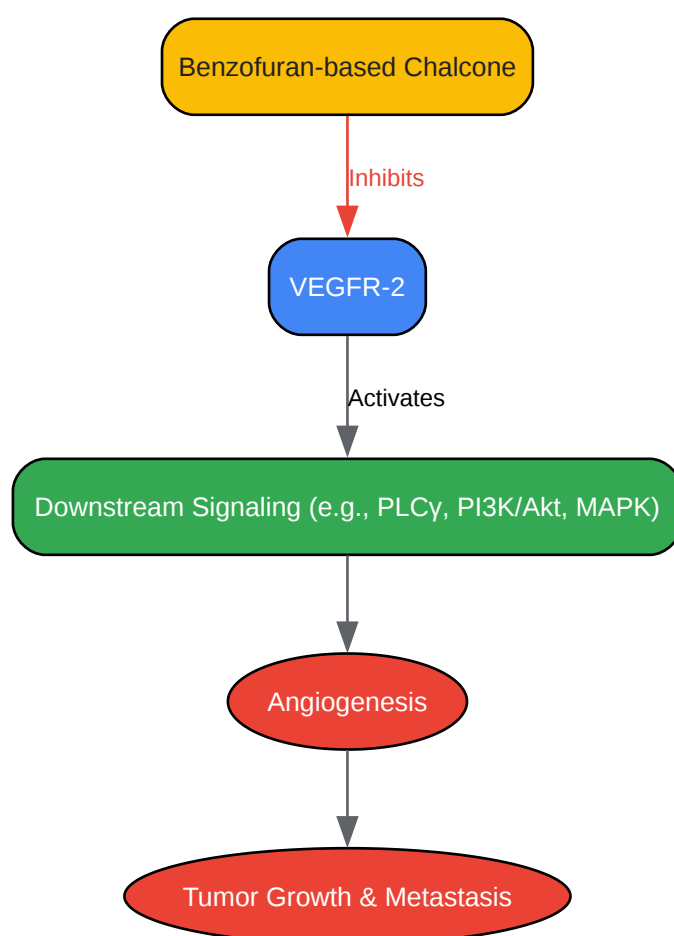 Benzofuran-based Chalcone
Inhibits
VEGFR-2
Activates
Downstream Signaling (e.g., PLCγ, PI3K/Akt, MAPK)
Angiogenesis
Tumor Growth & Metastasis